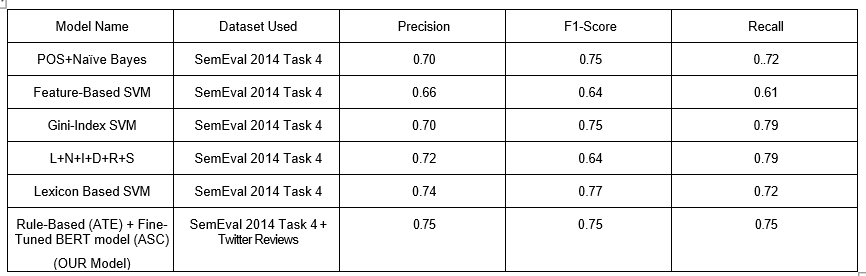 Model Name Dataset Used Precision F1-Score Recall
POS+Naïve Bayes SemEval 2014 Task 4 0.70 0.75 0..72
Feature-Based SVM SemEval 2014 Task 4 0.66 0.64 0.61
Gini-Index SVM SemEval 2014 Task 4 0.70 0.75 0.79
L+N+I+D+R+S SemEval 2014 Task 4 0.72 0.64 0.79
Lexicon Based SVM SemEval 2014 Task 4 0.74 0.77 0.72
Rule-Based (ATE) + Fine- SemEval 2014 Task 4 + 0.75 0.75 0.75
Tuned BERT model (ASC) Twitter Reviews
(OUR Model)